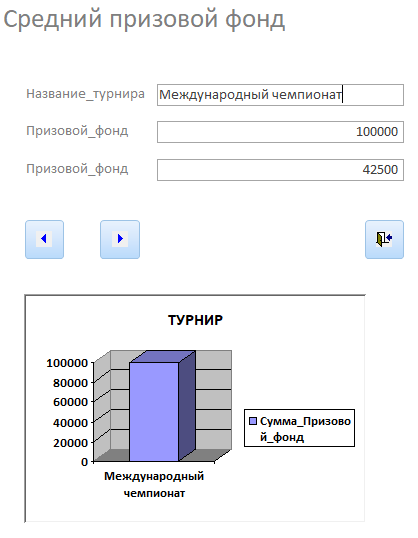 Средний призовой фонд
Название_турнира Международный чемпионат
Призовой_фонд 100000
Призовой_фонд 42500
ТУРНИР
100000
80000
60000
40000
20000
0
Международный
чемпионат
Сумма_Призово
й_фонд